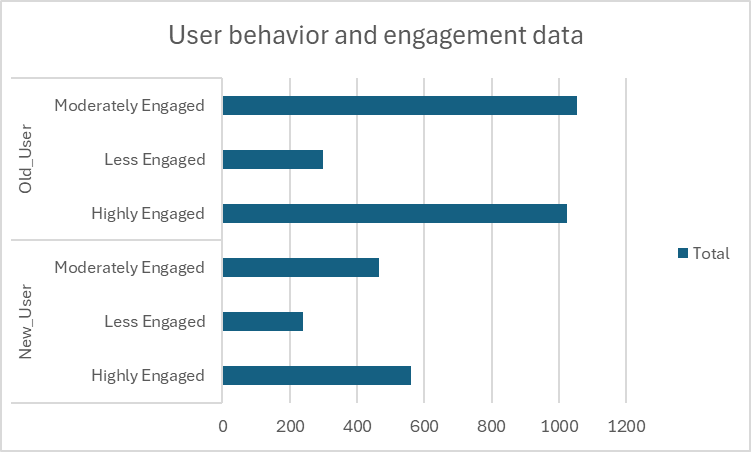 User behavior and engagement data
Old_User
Moderately Engaged
Less Engaged
Highly Engaged
New_User
Moderately Engaged
Less Engaged
Highly Engaged
Total
0 200 400 600 800 1000 1200